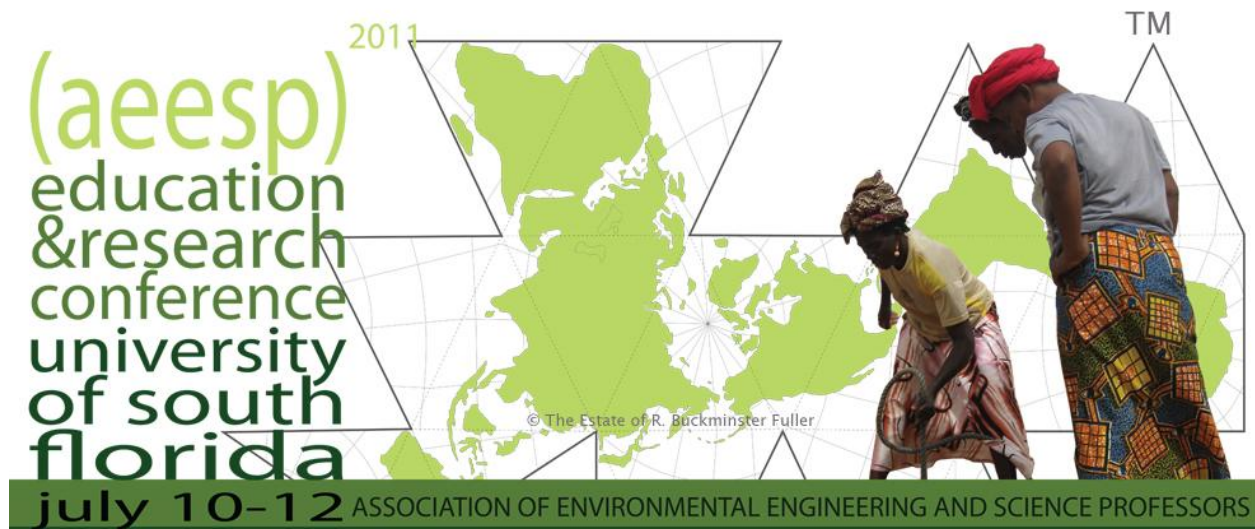 2011
TM
(aeesp)
education
&research
conference
university
of south
florida
© The Estate of R. Buckminster Fuller
july 10-12 ASSOCIATION OF ENVIRONMENTAL ENGINEERING AND SCIENCE PROFESSORS